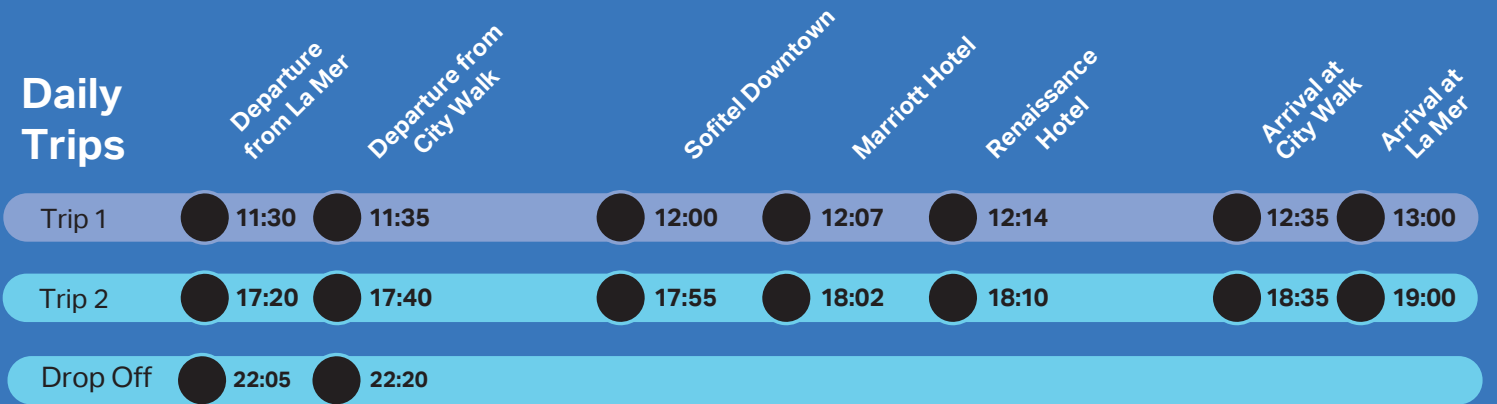 Daily
Trips
Departure
from La Mer
Departure from
City Walk
Sofitel Downtown
Marriott Hotel
Renaissance
Hotel
Arrival at
City Walk
Arrival at
La Mer
Trip 1 11:30 11:35 12:00 12:07 12:14 12:35 13:00
Trip 2 17:20 17:40 17:55 18:02 18:10 18:35 19:00
Drop Off 22:05 22:20